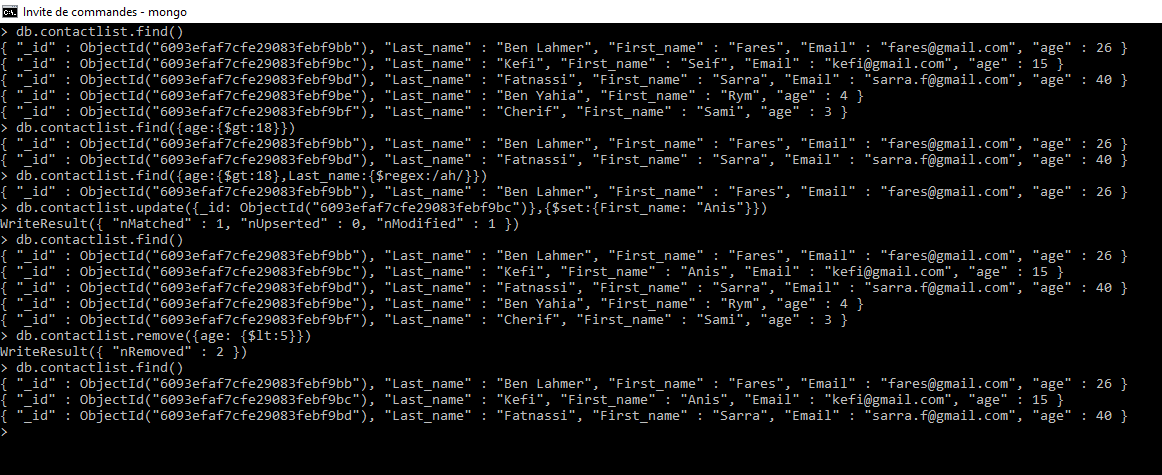 Invite de commandes - mongo
> db.contactlist.find()
{ "_id" : ObjectId("6093efaf7cfe29083febf9bb"), "Last_name" : "Ben Lahmer", "First_name" : "Fares", "Email" : "fares@gmail.com", "age" : 26 }
{ "_id" : ObjectId("6093efaf7cfe29083febf9bc"), "Last_name" : "Kefi", "First_name" : "Seif", "Email" : "kefi@gmail.com", "age" : 15 }
{ "_id" : ObjectId("6093efaf7cfe29083febf9bd"), "Last_name" : "Fatnassi", "First_name" : "Sarra", "Email" : "sarra.f@gmail.com", "age" : 40 }
{ "_id" : ObjectId("6093efaf7cfe29083febf9be"), "Last_name" : "Ben Yahia", "First_name" : "Rym", "age" : 4 }
{ "_id" : ObjectId("6093efaf7cfe29083febf9bf"), "Last_name" : "Cherif", "First_name" : "Sami", "age" : 3 }
> db.contactlist.find({age:{$gt:18}})
{ "_id" : ObjectId("6093efaf7cfe29083febf9bb"), "Last_name" : "Ben Lahmer", "First_name" : "Fares", "Email" : "fares@gmail.com", "age" : 26 }
{ "_id" : ObjectId("6093efaf7cfe29083febf9bd"), "Last_name" : "Fatnassi", "First_name" : "Sarra", "Email" : "sarra.f@gmail.com", "age" : 40 }
> db.contactlist.find({age:{$gt:18},Last_name:{$regex:/ah/}})
{ "_id" : ObjectId("6093efaf7cfe29083febf9bb"), "Last_name" : "Ben Lahmer", "First_name" : "Fares", "Email" : "fares@gmail.com", "age" : 26 }
> db.contactlist.update({_id: ObjectId("6093efaf7cfe29083febf9bc")},{$set:{First_name: "Anis"}})
WriteResult({ "nMatched" : 1, "nUpserted" : 0, "nModified" : 1 })
> db.contactlist.find()
{ "_id" : ObjectId("6093efaf7cfe29083febf9bb"), "Last_name" : "Ben Lahmer", "First_name" : "Fares", "Email" : "fares@gmail.com", "age" : 26 }
{ "_id" : ObjectId("6093efaf7cfe29083febf9bc"), "Last_name" : "Kefi", "First_name" : "Anis", "Email" : "kefi@gmail.com", "age" : 15 }
{ "_id" : ObjectId("6093efaf7cfe29083febf9bd"), "Last_name" : "Fatnassi", "First_name" : "Sarra", "Email" : "sarra.f@gmail.com", "age" : 40 }
{ "_id" : ObjectId("6093efaf7cfe29083febf9be"), "Last_name" : "Ben Yahia", "First_name" : "Rym", "age" : 4 }
{ "_id" : ObjectId("6093efaf7cfe29083febf9bf"), "Last_name" : "Cherif", "First_name" : "Sami", "age" : 3 }
> db.contactlist.remove({age: {$lt:5}})
WriteResult({ "nRemoved" : 2 })
> db.contactlist.find()
{ "_id" : ObjectId("6093efaf7cfe29083febf9bb"), "Last_name" : "Ben Lahmer", "First_name" : "Fares", "Email" : "fares@gmail.com", "age" : 26 }
{ "_id" : ObjectId("6093efaf7cfe29083febf9bc"), "Last_name" : "Kefi", "First_name" : "Anis", "Email" : "kefi@gmail.com", "age" : 15 }
{ "_id" : ObjectId("6093efaf7cfe29083febf9bd"), "Last_name" : "Fatnassi", "First_name" : "Sarra", "Email" : "sarra.f@gmail.com", "age" : 40 }
>